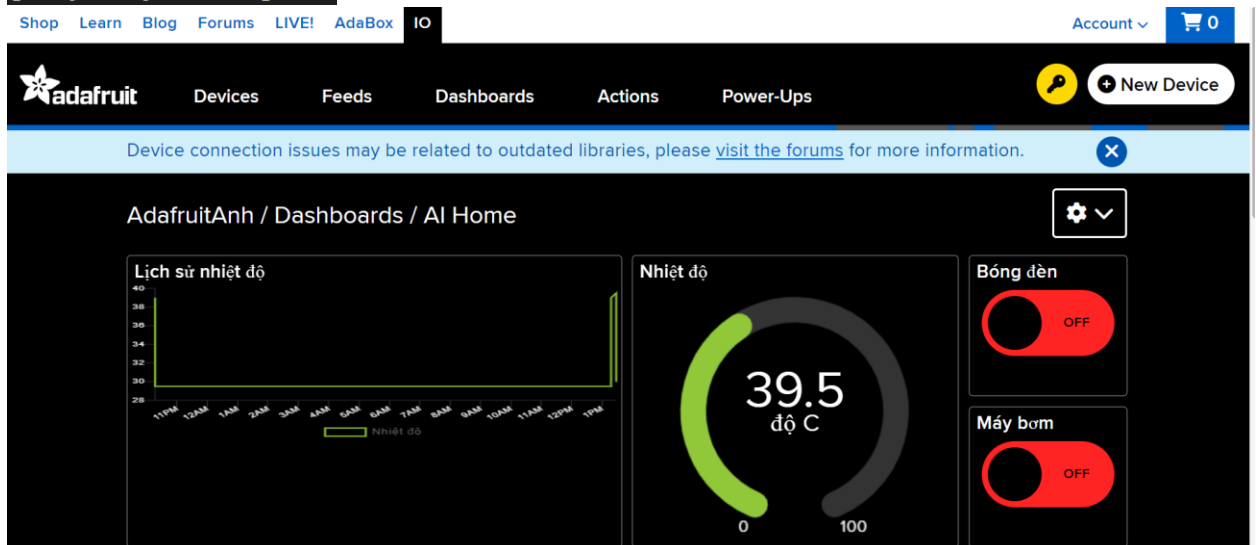 Shop Learn Blog Forums LIVE! AdaBox IO Account 0
adafruit Devices Feeds Dashboards Actions Power-Ups New Device
Device connection issues may be related to outdated libraries, please visit the forums for more information.
AdafruitAnh / Dashboards / AI Home
Lịch sử nhiệt độ
40
38
36
34
32
30
28
11PM 12AM 1AM 2AM 3AM 4AM 5AM 6AM 7AM 8AM 9AM 10AM 11AM 12PM 1PM
Nhiệt độ
Nhiệt độ
39.5
độ C
0 100
Bóng đèn
OFF
Máy bơm
OFF